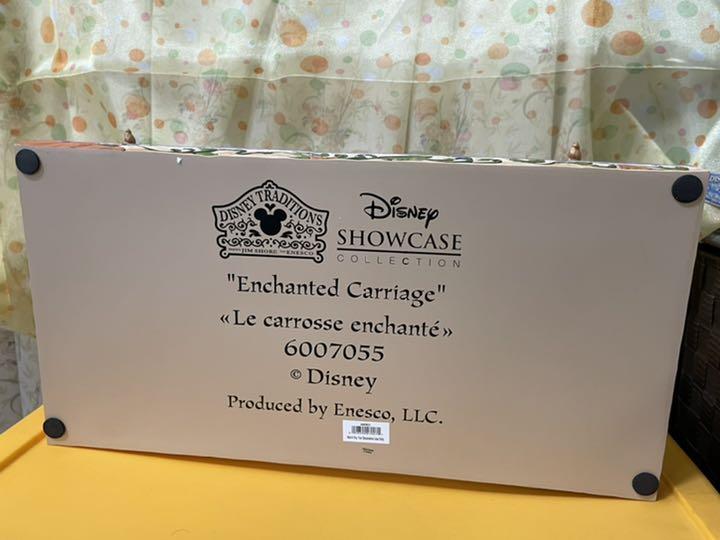 DISNEY TRADITIONS
JIM SHORE
ENESCO
Disney
SHOWCASE
COLLECTION
"Enchanted Carriage"
«Le carrosse enchanté»
6007055
© Disney
Produced by Enesco, LLC.